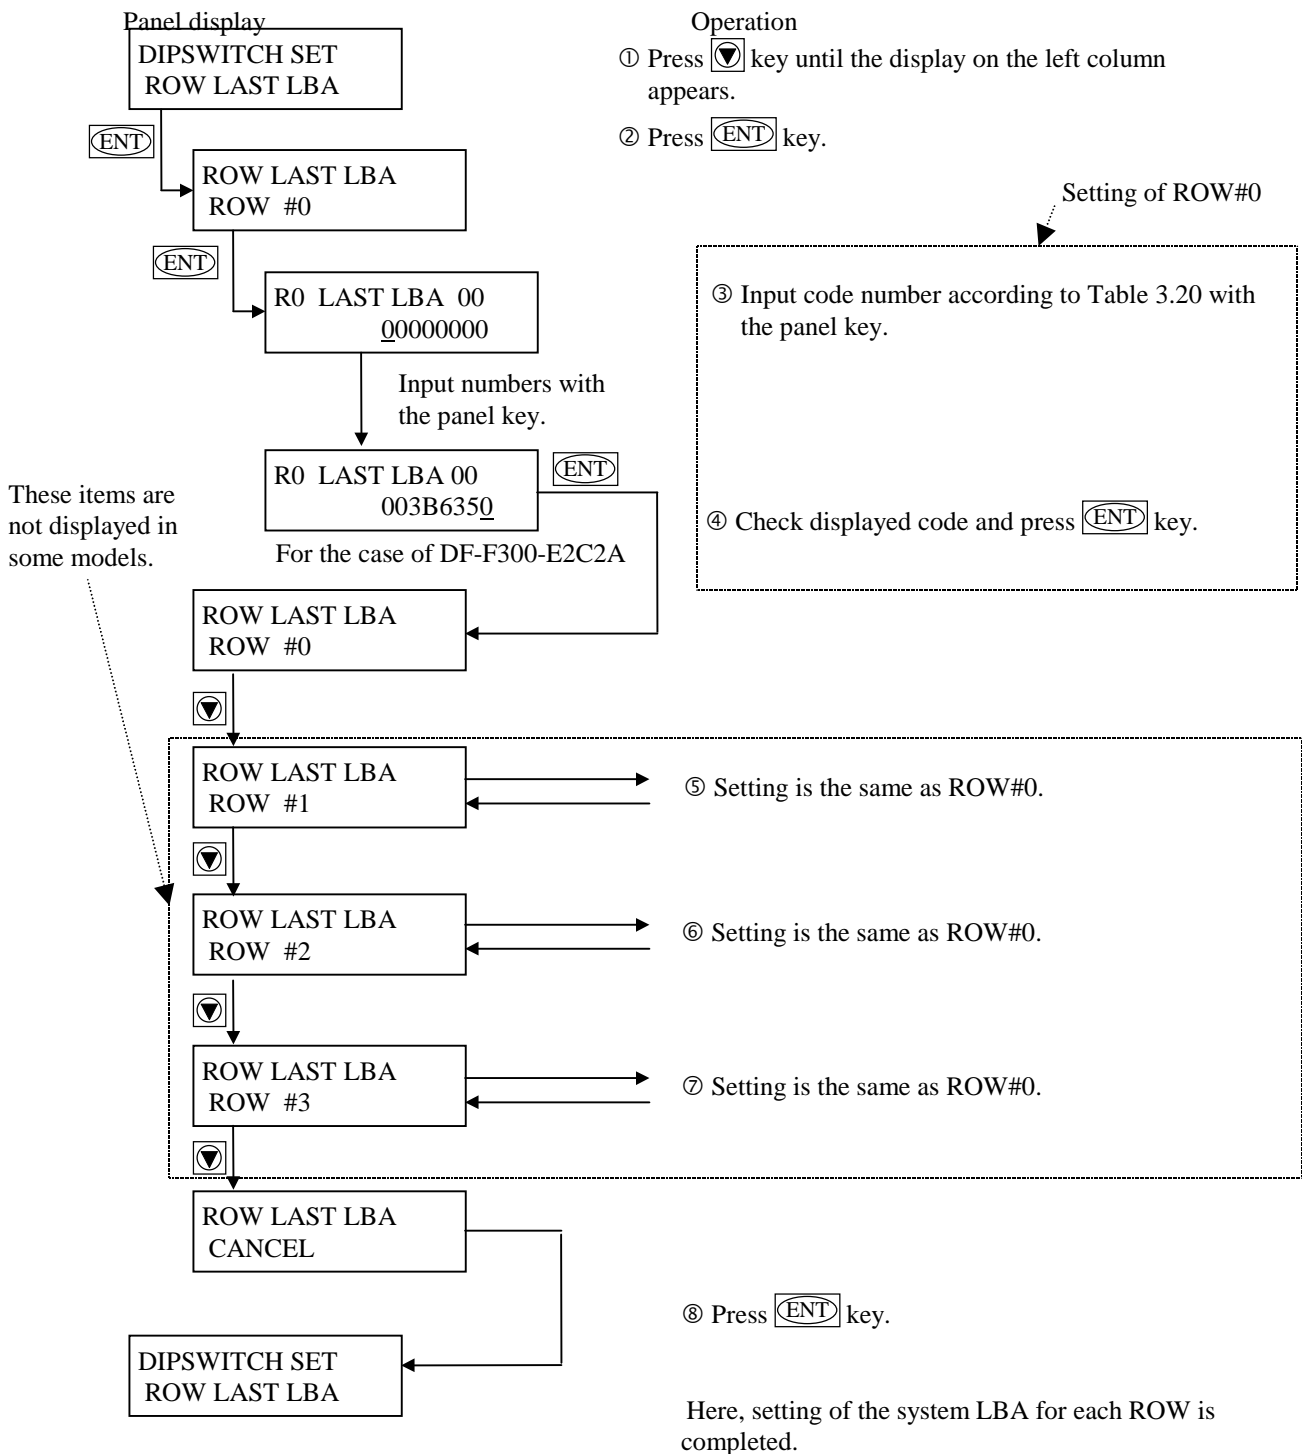 Panel display
Operation
DIPSWITCH SET
ROW LAST LBA
① Press ▼ key until the display on the left column
appears.
ENT
② Press ENT key.
ROW LAST LBA
ROW #0
Setting of ROW#0
ENT
R0 LAST LBA 00
00000000
③ Input code number according to Table 3.20 with
the panel key.
Input numbers with
the panel key.
R0 LAST LBA 00
003B6350
ENT
④ Check displayed code and press ENT key.
These items are
not displayed in
some models.
For the case of DF-F300-E2C2A
ROW LAST LBA
ROW #0
▼
ROW LAST LBA
ROW #1
⑤ Setting is the same as ROW#0.
▼
ROW LAST LBA
ROW #2
⑥ Setting is the same as ROW#0.
▼
ROW LAST LBA
ROW #3
⑦ Setting is the same as ROW#0.
▼
ROW LAST LBA
CANCEL
⑧ Press ENT key.
DIPSWITCH SET
ROW LAST LBA
Here, setting of the system LBA for each ROW is
completed.